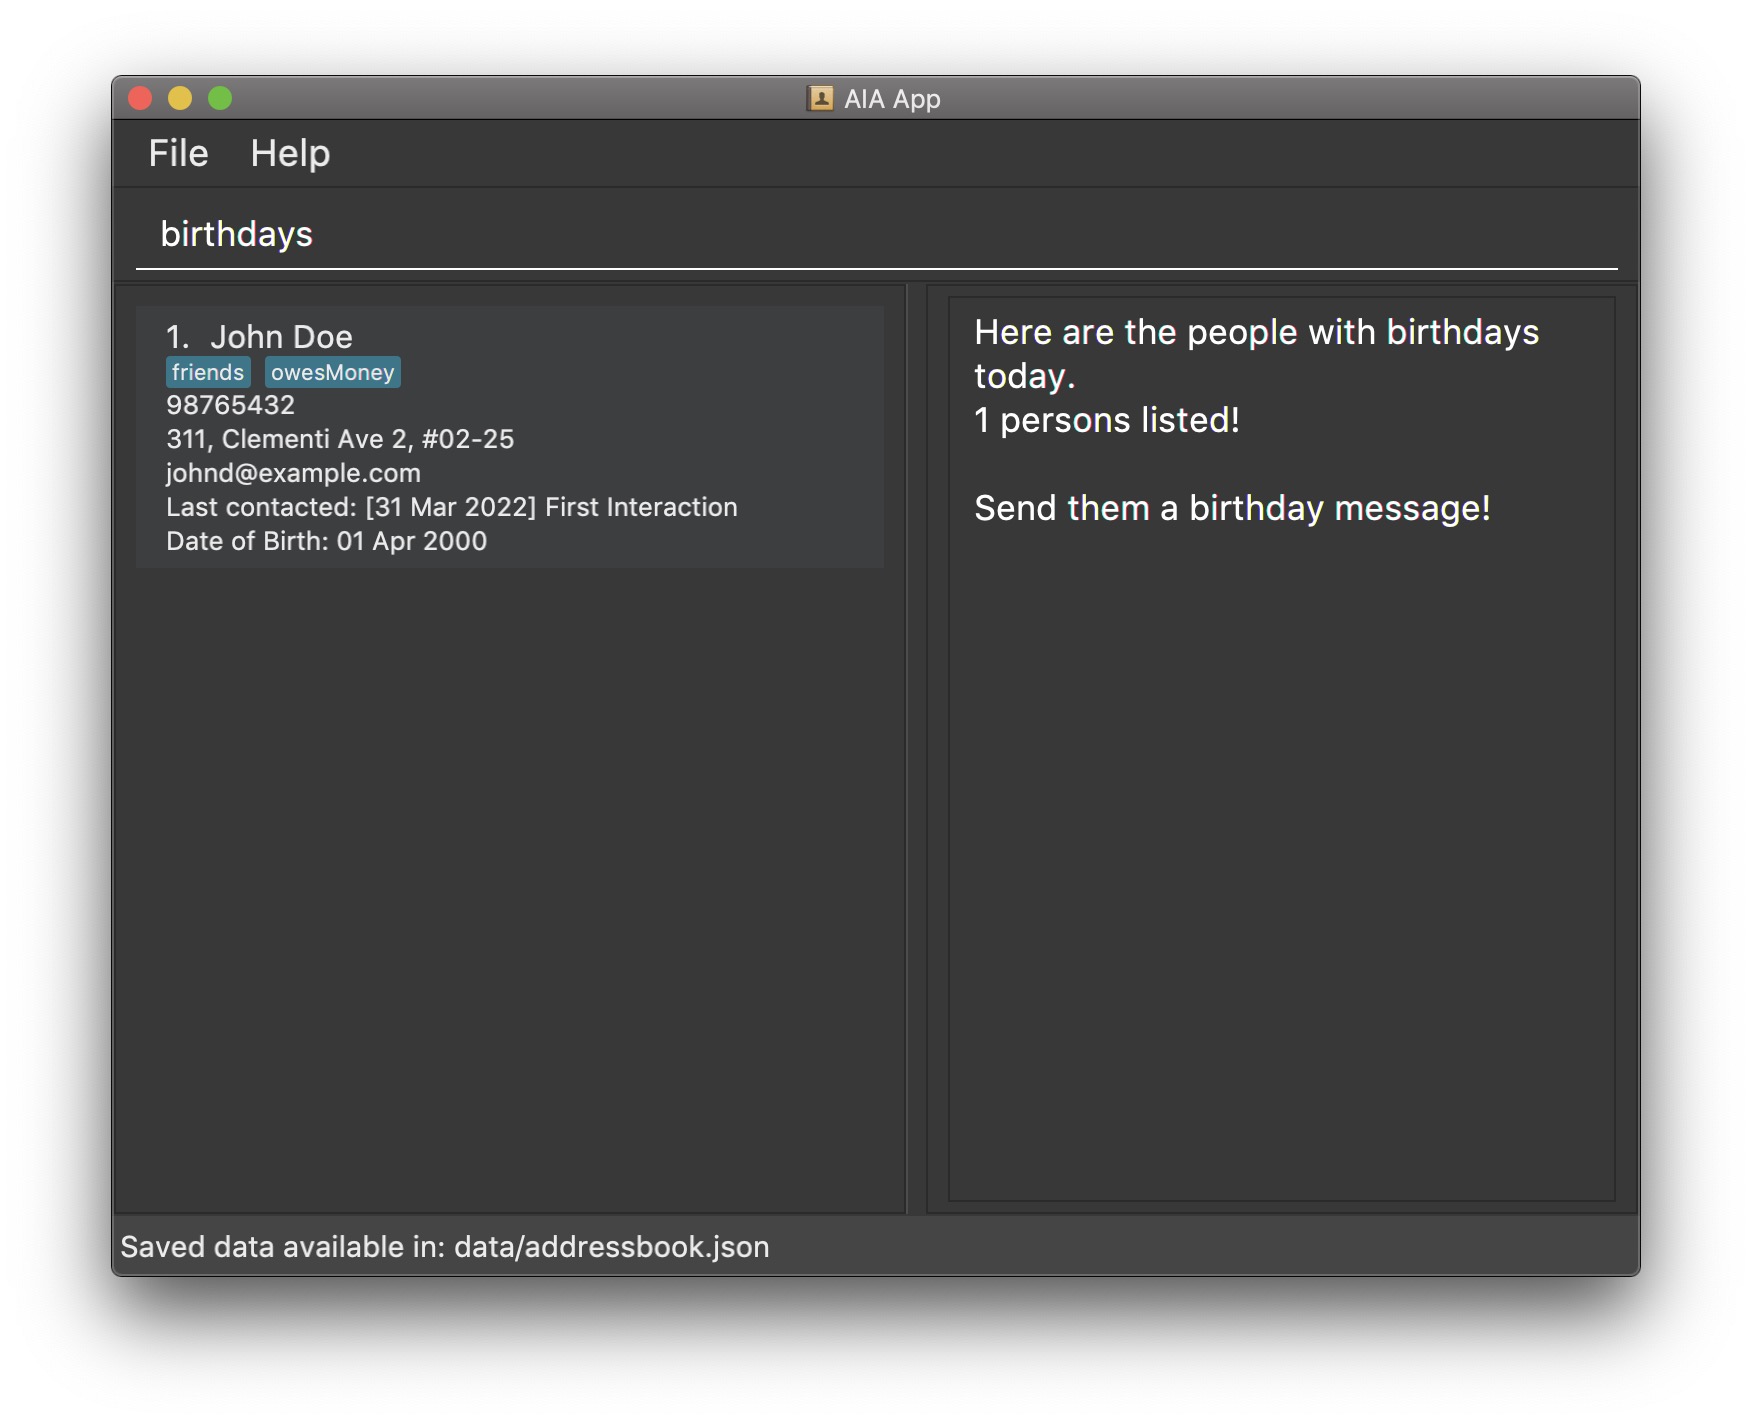 AIA App
File Help
birthdays
1. John Doe
friends owesMoney
98765432
311, Clementi Ave 2, #02-25
johnd@example.com
Last contacted: [31 Mar 2022] First Interaction
Date of Birth: 01 Apr 2000
Here are the people with birthdays
today.
1 persons listed!
Send them a birthday message!
Saved data available in: data/addressbook.json